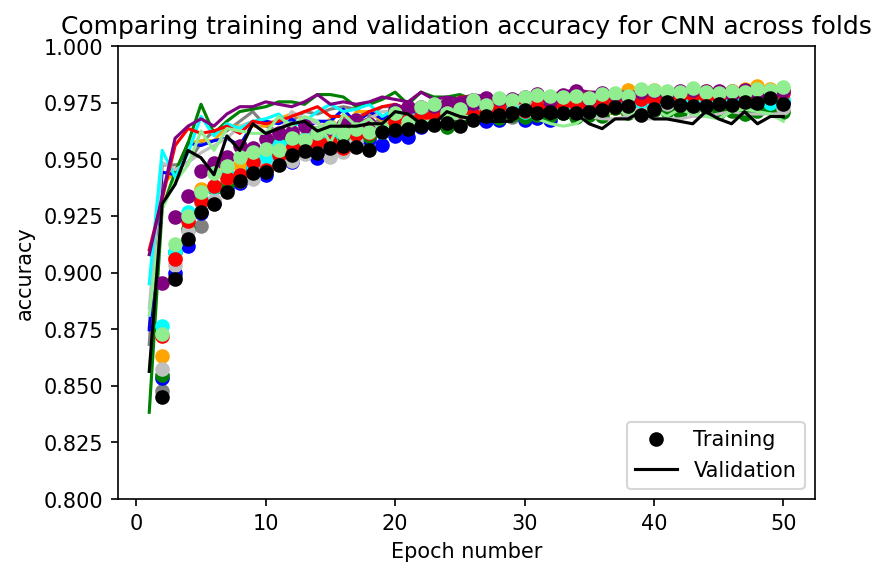 Comparing training and validation accuracy for CNN across folds
1.000
0.975
0.950
0.925
0.900
0.875
0.850
0.825
0.800
accuracy
0 10 20 30 40 50
Epoch number
Training
Validation